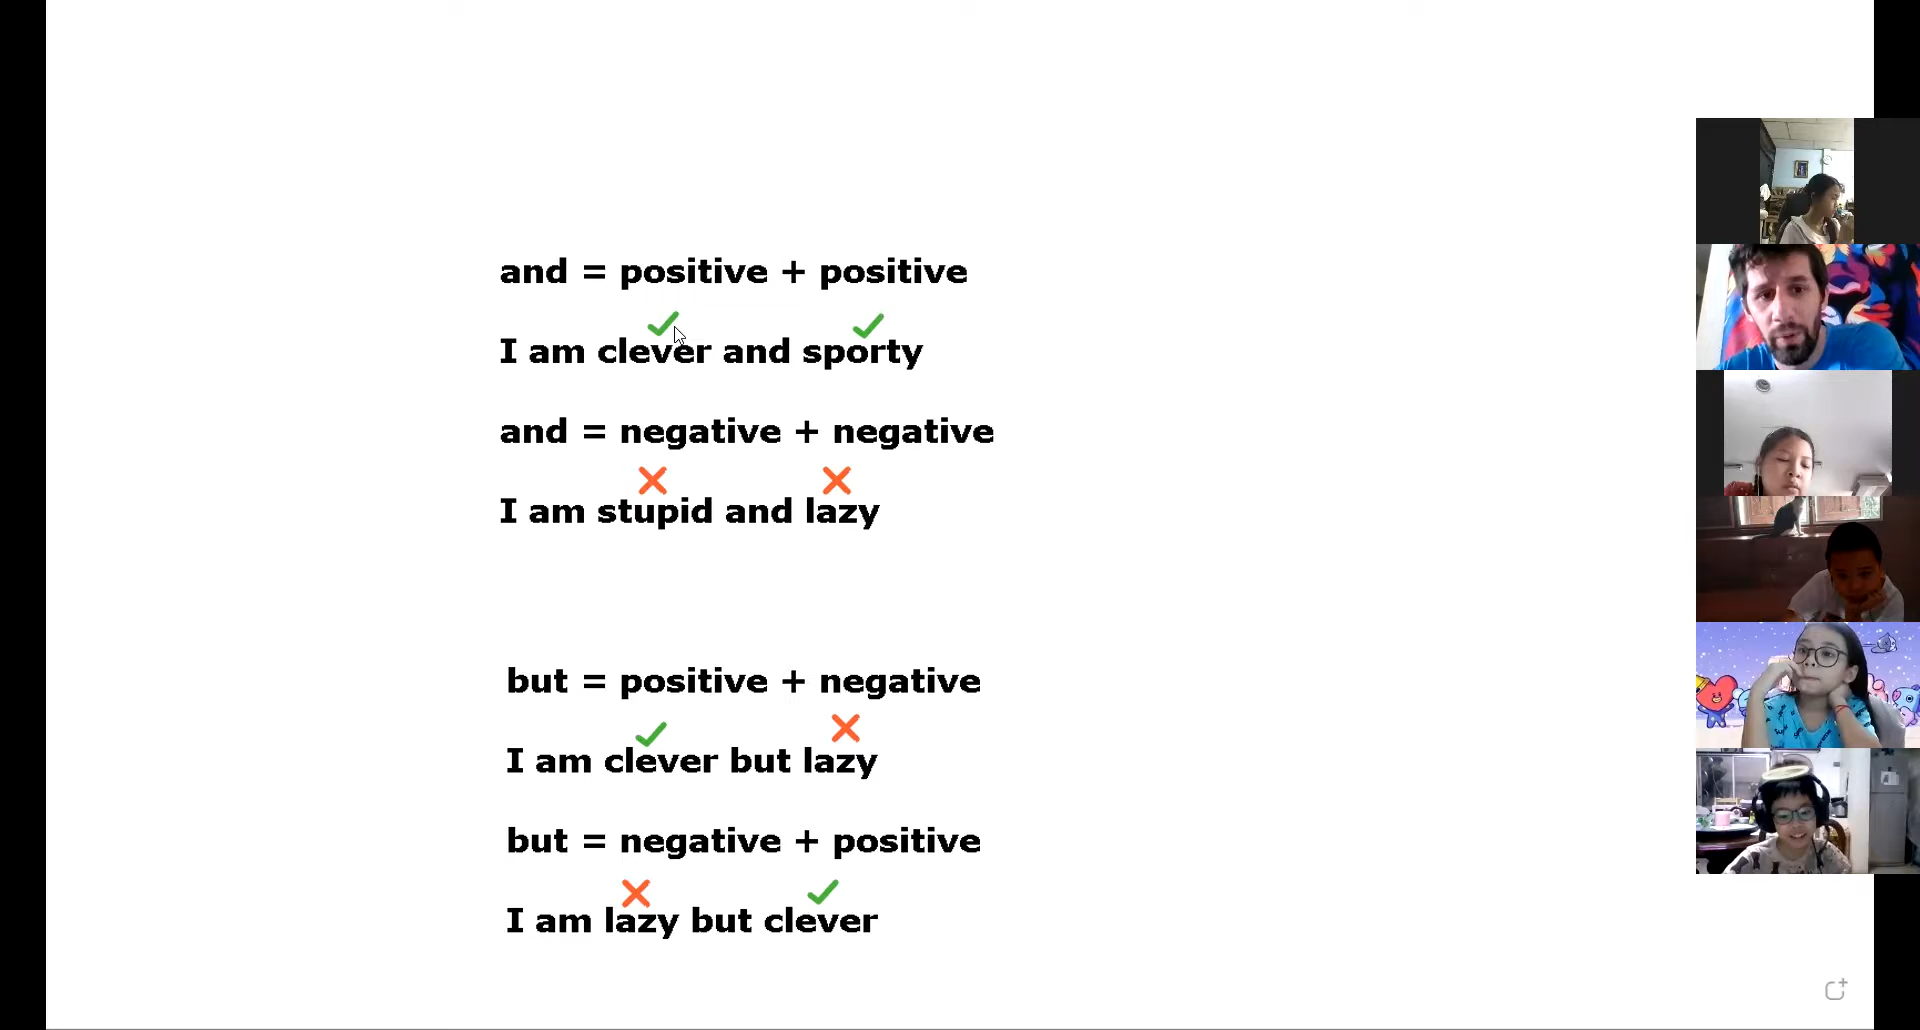 and = positive + positive
I am clever and sporty
and = negative + negative
I am stupid and lazy
but = positive + negative
I am clever but lazy
but = negative + positive
I am lazy but clever